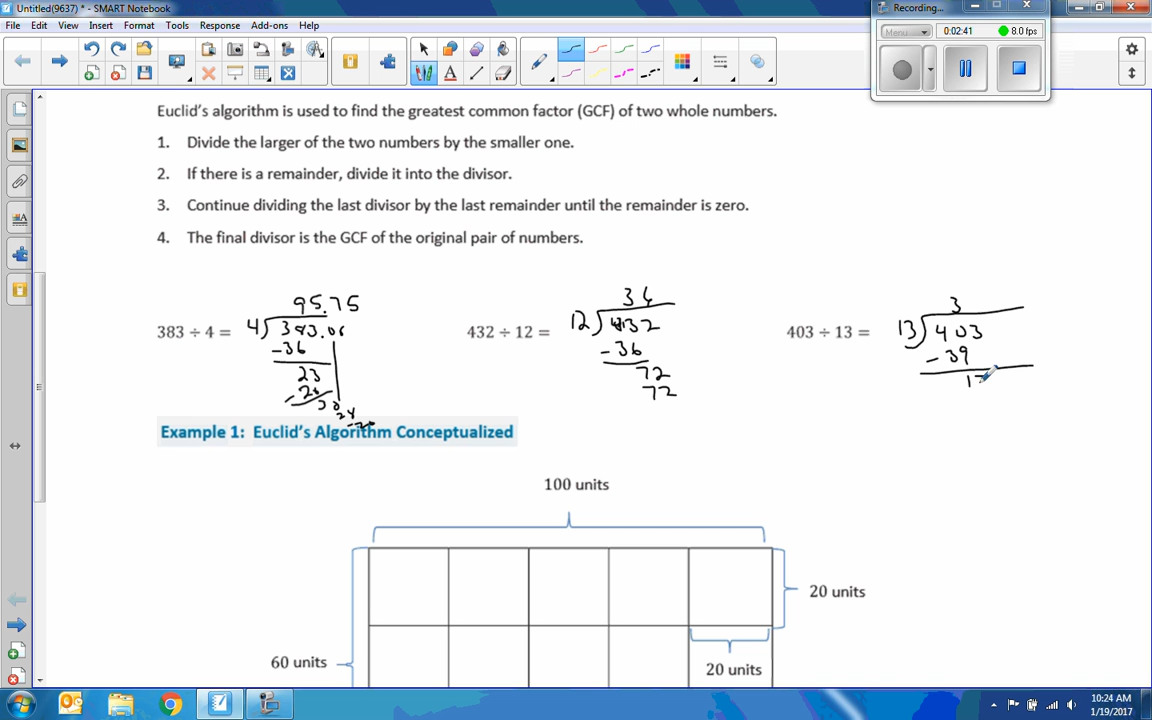 Untitled(9637) * - SMART Notebook
Recording...
File Edit View Insert Format Tools Response Add-ons Help
Menu
0:02:41
8.0 fps
Euclid's algorithm is used to find the greatest common factor (GCF) of two whole numbers.
1. Divide the larger of the two numbers by the smaller one.
2. If there is a remainder, divide it into the divisor.
3. Continue dividing the last divisor by the last remainder until the remainder is zero.
4. The final divisor is the GCF of the original pair of numbers.
383 ÷ 4 =
95.75
4
-36
23
432 ÷ 12 =
36
12
-36
72
72
403 ÷ 13 =
3
13
403
-39
Example 1: Euclid's Algorithm Conceptualized
100 units
20 units
60 units
20 units
10:24 AM
1/19/2017